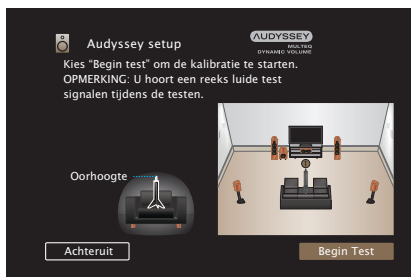 Audyssey setup
AUDYSSEY
MULTEQ
DYNAMIC VOLUME
Kies “Begin test” om de kalibratie te starten.
OPMERKING: U hoort een reeks luide test
signalen tijdens de testen.
Oorhoogte
Achteruit
Begin Test